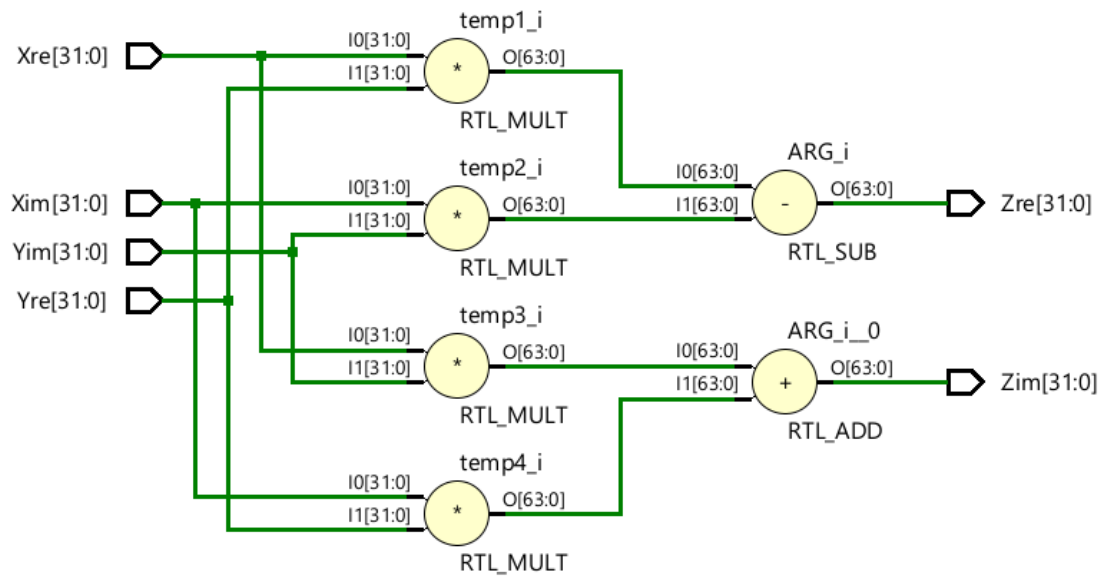 temp1_i
Xre[31:0]
I0[31:0]
I1[31:0]
*
O[63:0]
RTL_MULT
temp2_i
Xim[31:0]
I0[31:0]
I1[31:0]
*
O[63:0]
RTL_MULT
ARG_i
I0[63:0]
I1[63:0]
-
O[63:0]
RTL_SUB
Zre[31:0]
Yim[31:0]
Yre[31:0]
temp3_i
I0[31:0]
I1[31:0]
*
O[63:0]
RTL_MULT
ARG_i__0
I0[63:0]
I1[63:0]
+
O[63:0]
RTL_ADD
Zim[31:0]
temp4_i
I0[31:0]
I1[31:0]
*
O[63:0]
RTL_MULT